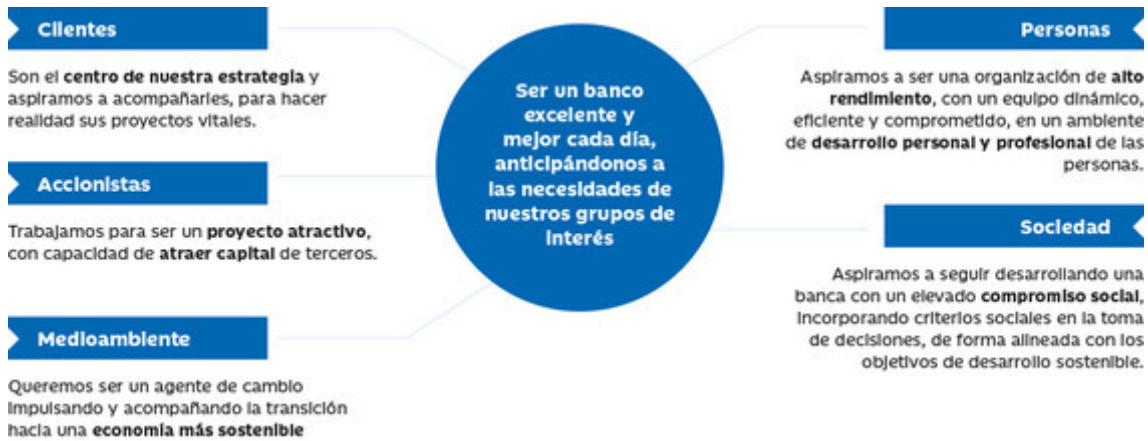 Clientes
Son el centro de nuestra estrategia y
aspiramos a acompañarles, para hacer
realidad sus proyectos vitales.
Accionistas
Trabajamos para ser un proyecto atractivo,
con capacidad de atraer capital de terceros.
Medioambiente
Queremos ser un agente de cambio
impulsando y acompañando la transición
hacia una economía más sostenible
Ser un banco
excelente y
mejor cada día,
anticipándonos a
las necesidades de
nuestros grupos de
interés
Personas
Aspiramos a ser una organización de alto
rendimiento, con un equipo dinámico,
eficiente y comprometido, en un ambiente
de desarrollo personal y profesional de las
personas.
Sociedad
Aspiramos a seguir desarrollando una
banca con un elevado compromiso social,
incorporando criterios sociales en la toma
de decisiones, de forma alineada con los
objetivos de desarrollo sostenible.